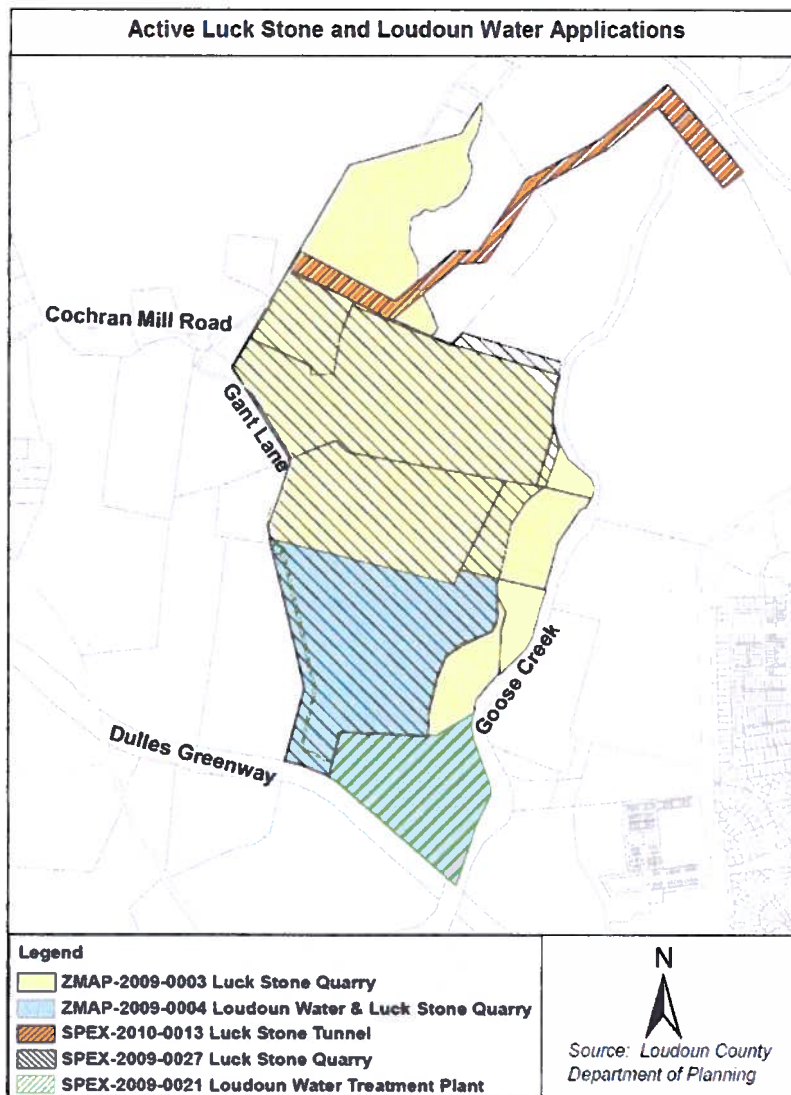 Active Luck Stone and Loudoun Water Applications
Cochran Mill Road
Gant Lane
Goose Creek
Dulles Greenway
Legend
ZMAP-2009-0003 Luck Stone Quarry
ZMAP-2009-0004 Loudoun Water & Luck Stone Quarry
SPEX-2010-0013 Luck Stone Tunnel
SPEX-2009-0027 Luck Stone Quarry
SPEX-2009-0021 Loudoun Water Treatment Plant
N
Source: Loudoun County
Department of Planning